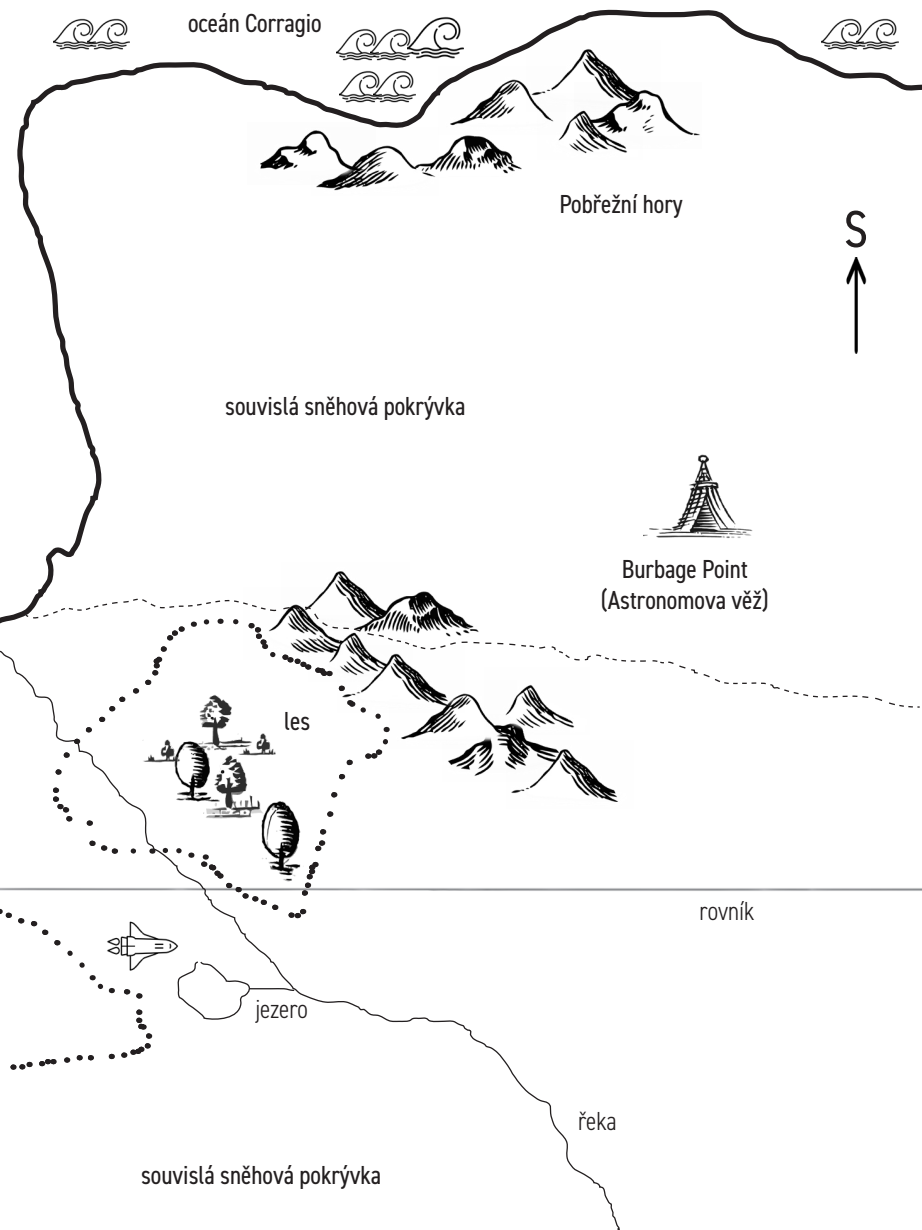 oceán Corragio
Pobřežní hory
S
souvislá sněhová pokrývka
Burbage Point
(Astronomova věž)
les
rovník
jezero
řeka
souvislá sněhová pokrývka